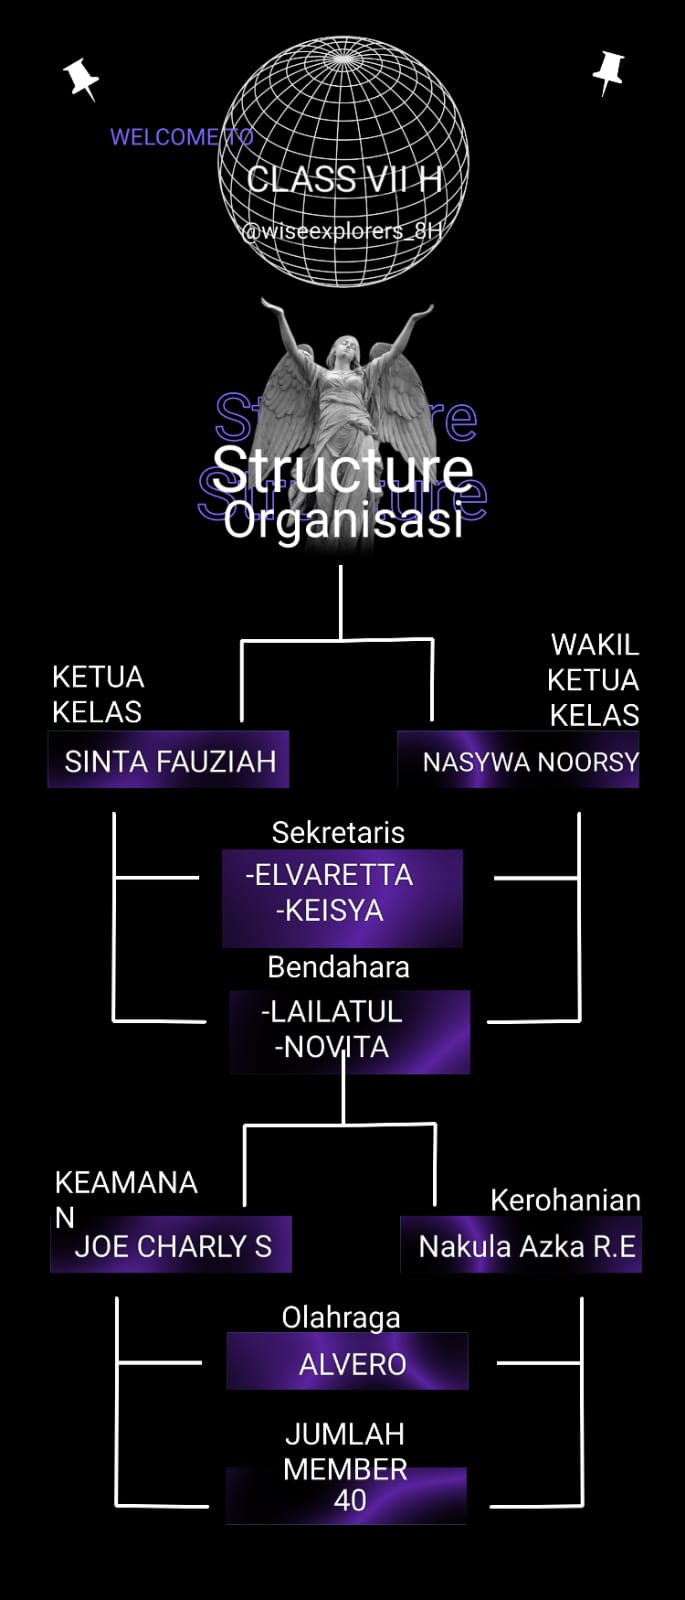 WELCOME TO
CLASS VII H
@wiseexplorers_8H
Structure
Structure
Organisasi
Structure
KETUA
KELAS
SINTA FAUZIAH
WAKIL
KETUA
KELAS
NASYWA NOORSY
Sekretaris
-ELVARETTA
-KEISYA
Bendahara
-LAILATUL
-NOVITA
KEAMANA
N
JOE CHARLY S
Kerohanian
Nakula Azka R.E
Olahraga
ALVERO
JUMLAH
MEMBER
40